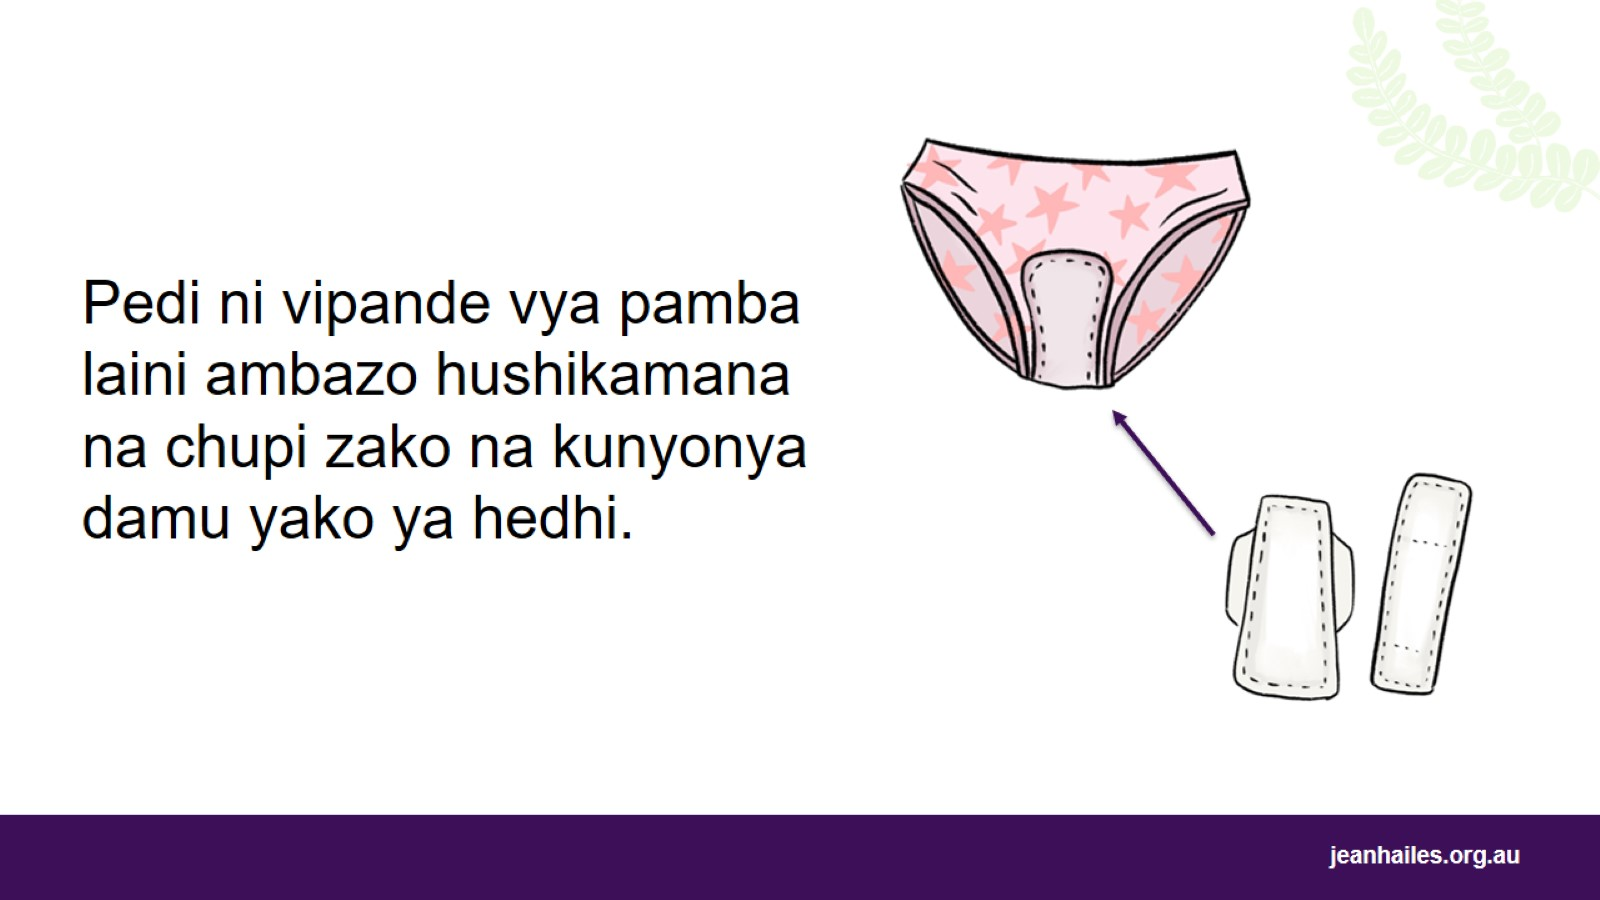 Pedi ni vipande vya pamba
laini ambazo hushikamana
na chupi zako na kunyonya
damu yako ya hedhi.
jeanhailes.org.au